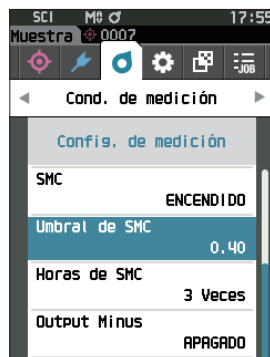 SCI M⚥ 17:55
Muestra 0007
-JOB
Cond. de medición
Config. de medición
SMC
ENCENDIDO
Umbral de SMC
0.40
Horas de SMC
3 Veces
Output Minus
APAGADO